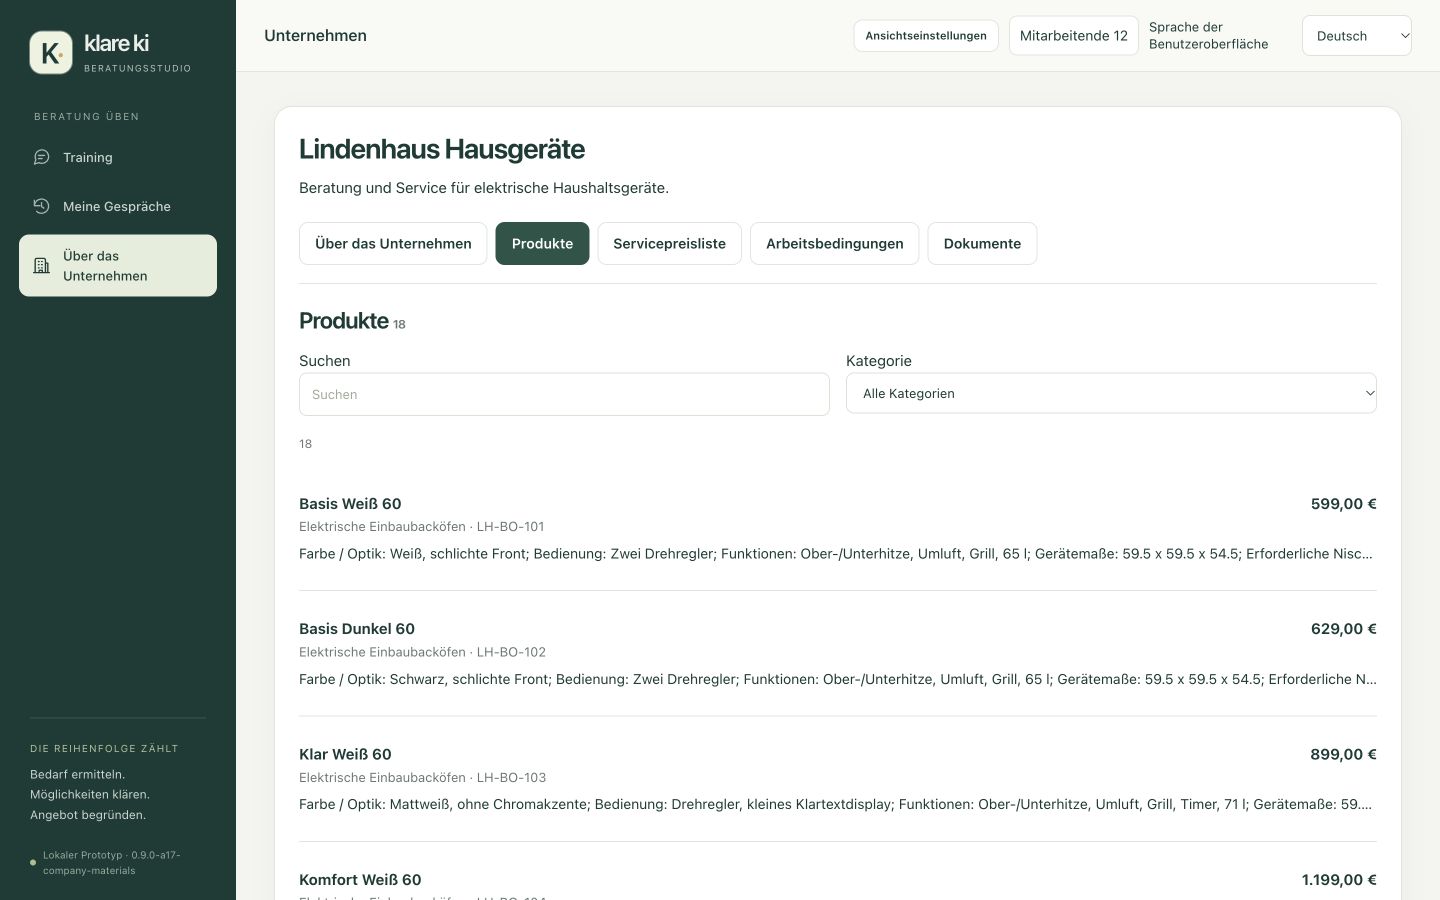 K
klare ki
BERATUNGSSTUDIO
BERATUNG ÜBEN
Training
Meine Gespräche
Über das
Unternehmen
DIE REIHENFOLGE ZÄHLT
Bedarf ermitteln.
Möglichkeiten klären.
Angebot begründen.
Lokaler Prototyp · 0.9.0-a17-
company-materials
Unternehmen
Ansichtseinstellungen
Mitarbeitende 12
Sprache der
Benutzeroberfläche
Deutsch
Lindenhaus Hausgeräte
Beratung und Service für elektrische Haushaltsgeräte.
Über das Unternehmen
Produkte
Servicepreisliste
Arbeitsbedingungen
Dokumente
Produkte 18
Suchen
Suchen
Kategorie
Alle Kategorien
18
Basis Weiß 60
599,00 €
Elektrische Einbaubacköfen · LH-BO-101
Farbe / Optik: Weiß, schlichte Front; Bedienung: Zwei Drehregler; Funktionen: Ober-/Unterhitze, Umluft, Grill, 65 l; Gerätemaße: 59.5 x 59.5 x 54.5; Erforderliche Nisc...
Basis Dunkel 60
629,00 €
Elektrische Einbaubacköfen · LH-BO-102
Farbe / Optik: Schwarz, schlichte Front; Bedienung: Zwei Drehregler; Funktionen: Ober-/Unterhitze, Umluft, Grill, 65 l; Gerätemaße: 59.5 x 59.5 x 54.5; Erforderliche N...
Klar Weiß 60
899,00 €
Elektrische Einbaubacköfen · LH-BO-103
Farbe / Optik: Mattweiß, ohne Chromakzente; Bedienung: Drehregler, kleines Klartextdisplay; Funktionen: Ober-/Unterhitze, Umluft, Grill, Timer, 71 l; Gerätemaße: 59....
Komfort Weiß 60
1.199,00 €